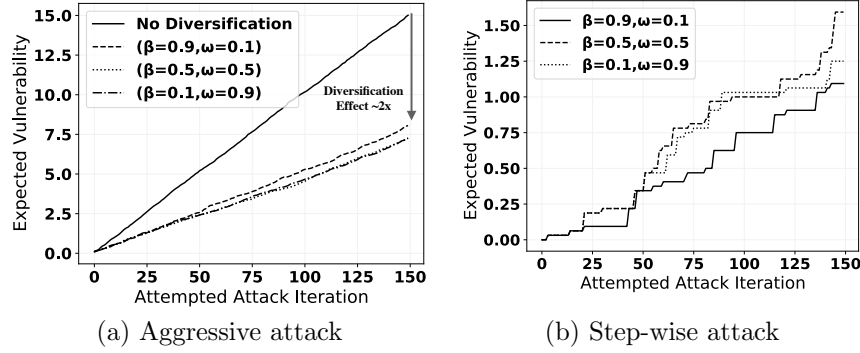 Expected Vulnerability
15.0
12.5
10.0
7.5
5.0
2.5
0.0
No Diversification
(β=0.9,ω=0.1)
(β=0.5,ω=0.5)
(β=0.1,ω=0.9)
Diversification
Effect ~2x
0 25 50 75 100 125 150
Attempted Attack Iteration
(a) Aggressive attack
Expected Vulnerability
1.50
1.25
1.00
0.75
0.50
0.25
0.00
β=0.9,ω=0.1
β=0.5,ω=0.5
β=0.1,ω=0.9
0 25 50 75 100 125 150
Attempted Attack Iteration
(b) Step-wise attack